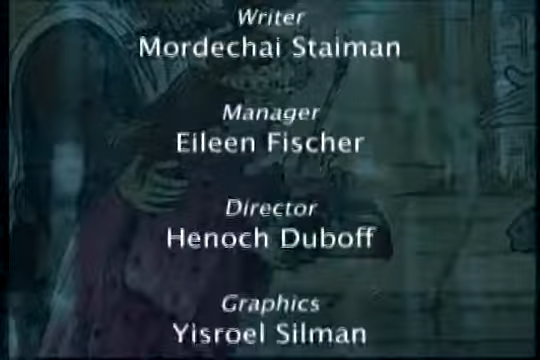 Writer
Mordechai Staiman
Manager
Eileen Fischer
Director
Henoch Duboff
Graphics
Yisroel Silman